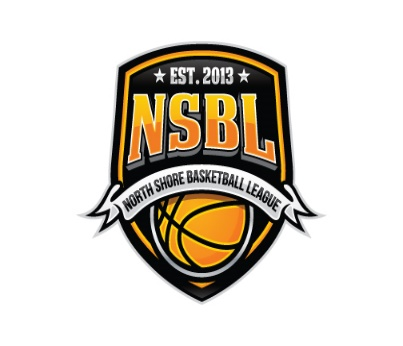 EST. 2013
NSBL
NORTH SHORE BASKETBALL LEAGUE